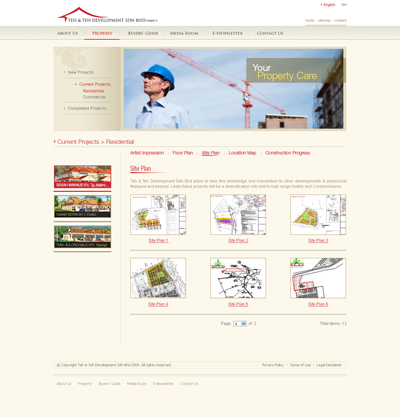 English
TEH & TEH DEVELOPMENT SDN BHD
home sitemap contact
ABOUT US PROPERTY BUYERS' GUIDE MEDIA ROOM E-NEWSLETTER CONTACT US
New Projects
Current Projects
Residential
Commercial
Completed Projects
Your
Property Care
Current Projects > Residential
Artist Impression . Floor Plan . Site Plan . Location Map . Construction Progress
Site Plan
Teh & Teh Development Sdn Bhd plans to take this knowledge and momentum to other developments in peninsular
Malaysia and beyond. Likely future projects will be a diversification into mid to high range Hotels and Condominiums.
Site Plan 1 Site Plan 2 Site Plan 3
Site Plan 4 Site Plan 5 Site Plan 6
Page: 1 of 2 Total Items: 12
© Copyright Teh & Teh Development Sdn Bhd 2009. All rights reserved. Privacy Policy Terms of Use Legal Disclaimer
About Us Property Buyers' Guide Media Room E-Newsletter Contact Us